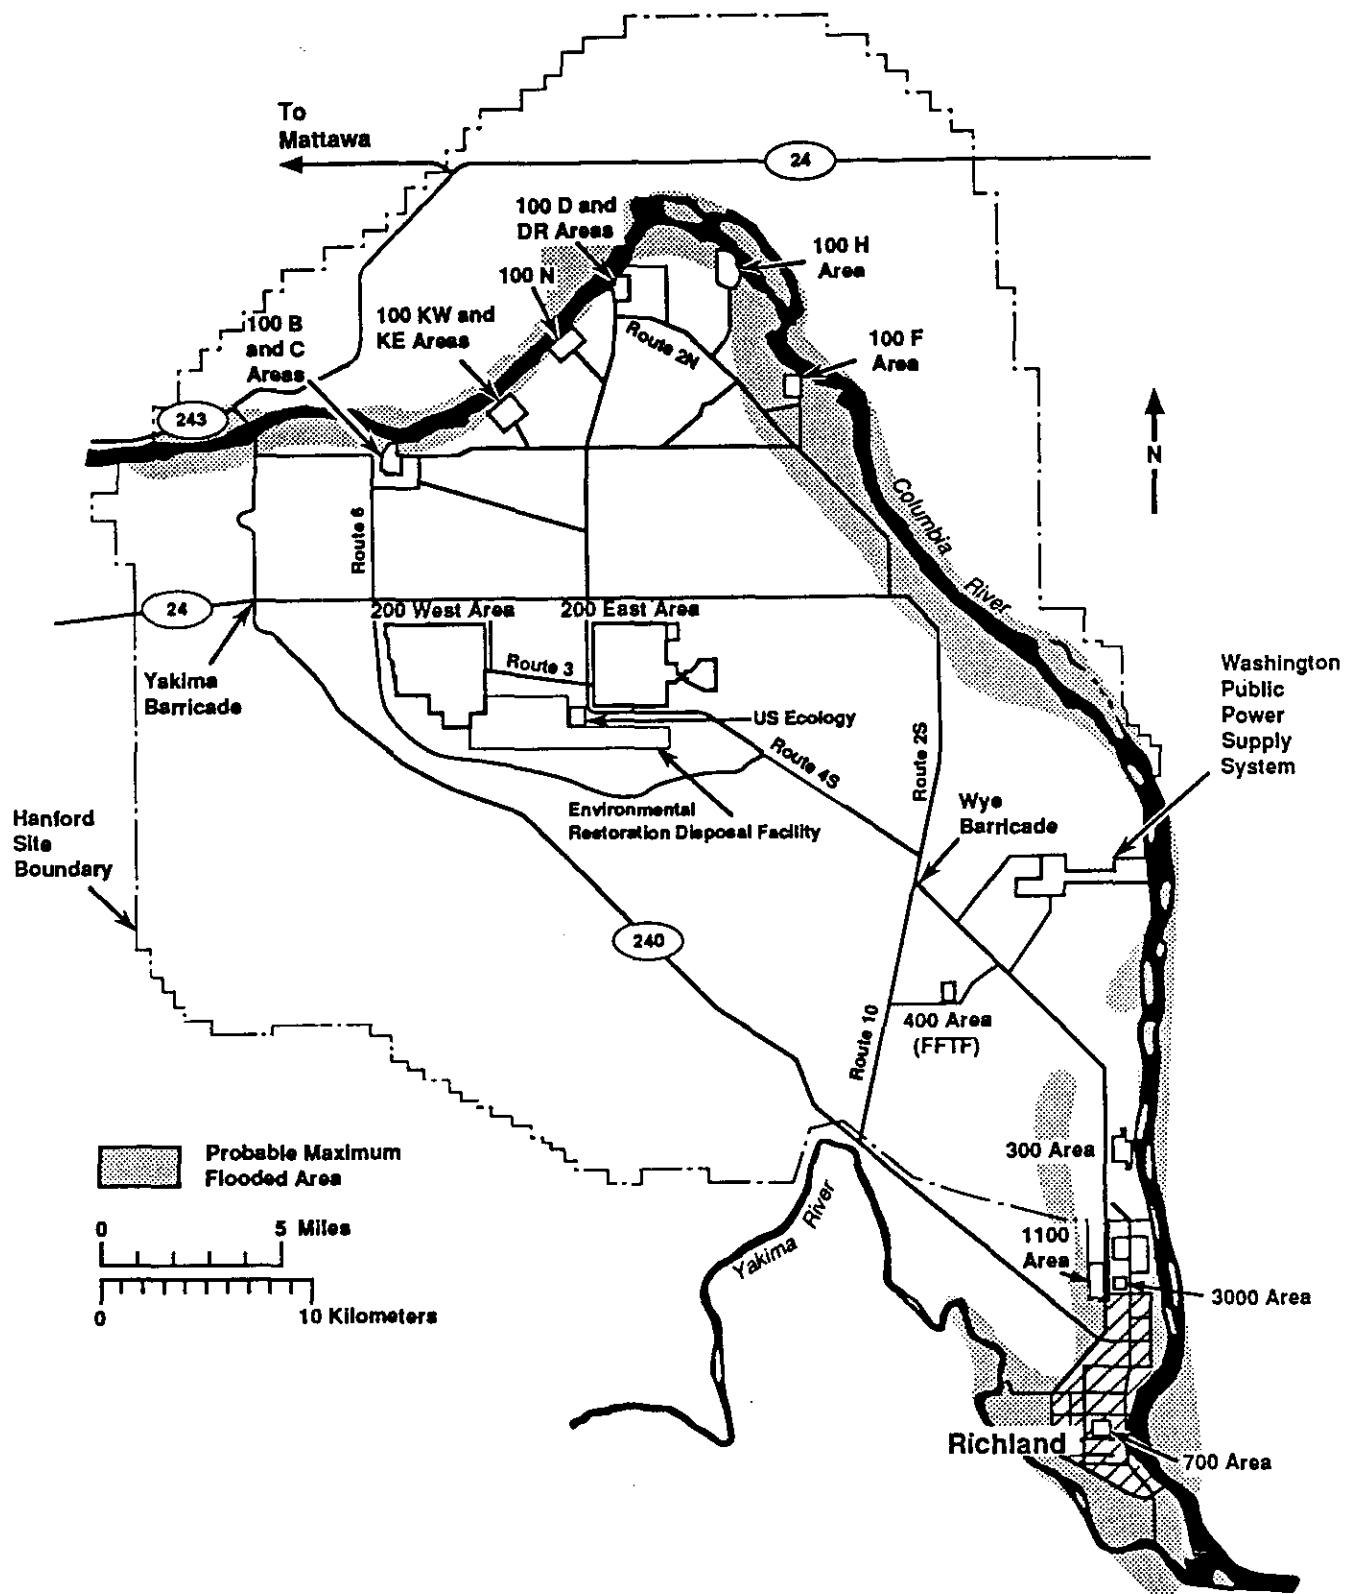 To
Mattawa
24
100 D and
DR Areas
100 H
Area
100 N
100 B
and C
Areas
100 KW and
KE Areas
Route 2N
100 F
Area
243
N
Columbia
River
Route 6
24
200 West Area
200 East Area
Route 3
Yakima
Barricade
US Ecology
Washington
Public
Power
Supply
System
Route 4S
Route 2S
Environmental
Restoration Disposal Facility
Wye
Barricade
Hanford
Site
Boundary
240
400 Area
(FFTF)
Route 10
Probable Maximum
Flooded Area
300 Area
0 5 Miles
0 10 Kilometers
Yakima River
1100
Area
3000 Area
Richland
700 Area